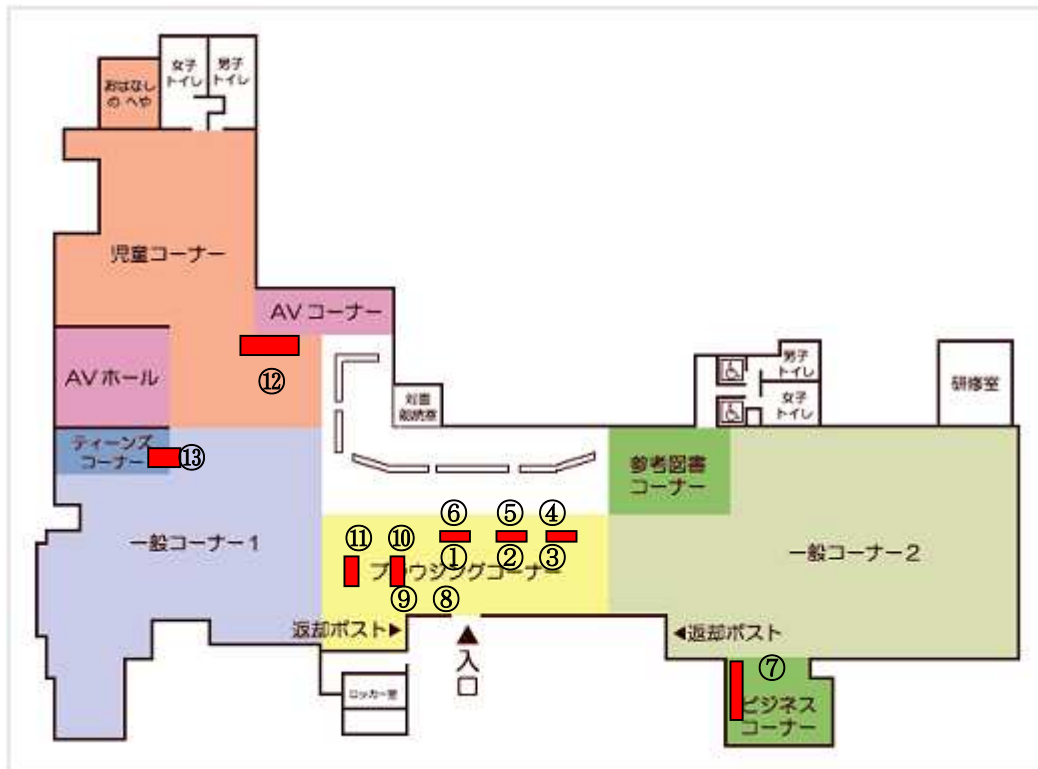 女子
トイレ
男子
トイレ
おはなし
の へや
児童コーナー
AV コーナー
AVホール
⑫
対面
朗読室
男子
トイレ
女子
トイレ
研修室
ティーンズ
コーナー
⑬
参考図書
コーナー
一般コーナー1
⑥
⑤
④
⑪
⑩
①
②
③
一般コーナー2
ブラウジングコーナー
⑨
⑧
返却ポスト▶
▲
入
口
◀返却ポスト
⑦
ロッカー室
ビジネス
コーナー